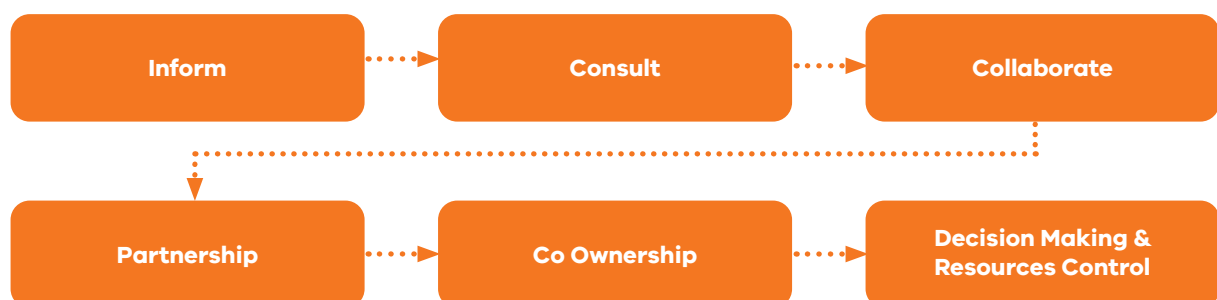 Inform
Consult
Collaborate
Partnership
Co Ownership
Decision Making &
Resources Control